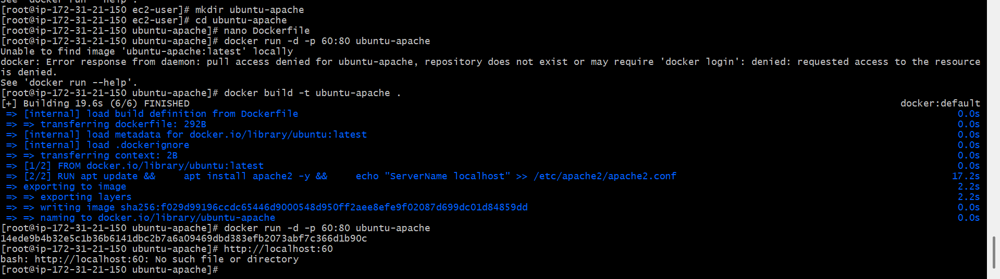 See 'docker run --help'.
[root@ip-172-31-21-150 ec2-user]# mkdir ubuntu-apache
[root@ip-172-31-21-150 ec2-user]# cd ubuntu-apache
[root@ip-172-31-21-150 ubuntu-apache]# nano Dockerfile
[root@ip-172-31-21-150 ubuntu-apache]# docker run -d -p 60:80 ubuntu-apache
Unable to find image 'ubuntu-apache:latest' locally
docker: Error response from daemon: pull access denied for ubuntu-apache, repository does not exist or may require 'docker login': denied: requested access to the resource
is denied.
See 'docker run --help'.
[root@ip-172-31-21-150 ubuntu-apache]# docker build -t ubuntu-apache .
[+] Building 19.6s (6/6) FINISHED docker:default
=> [internal] load build definition from Dockerfile 0.0s
=> => transferring dockerfile: 292B 0.0s
=> [internal] load metadata for docker.io/library/ubuntu:latest 0.0s
=> [internal] load .dockerignore 0.0s
=> => transferring context: 2B 0.0s
=> [1/2] FROM docker.io/library/ubuntu:latest 0.0s
=> [2/2] RUN apt update &&     apt install apache2 -y &&     echo "ServerName localhost" >> /etc/apache2/apache2.conf 17.2s
=> exporting to image 2.2s
=> => exporting layers 2.2s
=> => writing image sha256:f029d99196ccdc65446d9000548d950ff2aee8efe9f02087d699dc01d84859dd 0.0s
=> => naming to docker.io/library/ubuntu-apache 0.0s
[root@ip-172-31-21-150 ubuntu-apache]# docker run -d -p 60:80 ubuntu-apache
14ede9b4b32e5c1b36b6141dbc2b7a6a09469dbd383efb2073abf7c366d1b90c
[root@ip-172-31-21-150 ubuntu-apache]# http://localhost:60
bash: http://localhost:60: No such file or directory
[root@ip-172-31-21-150 ubuntu-apache]#